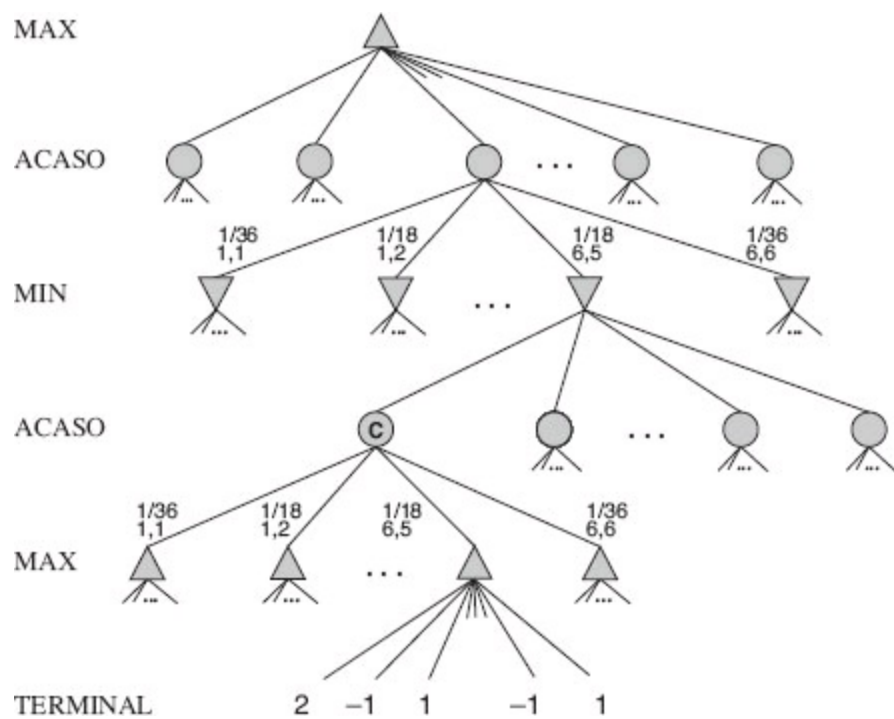 MAX
ACASO
...
... ... ... ... ...
1/36 1/18 1/18 1/36
1,1 1,2 6,5 6,6
MIN
...
... ... ...
ACASO
C
...
... ... ...
1/36 1/18 1/18 1/36
1,1 1,2 6,5 6,6
MAX
...
... ... ...
TERMINAL 2 –1 1 –1 1